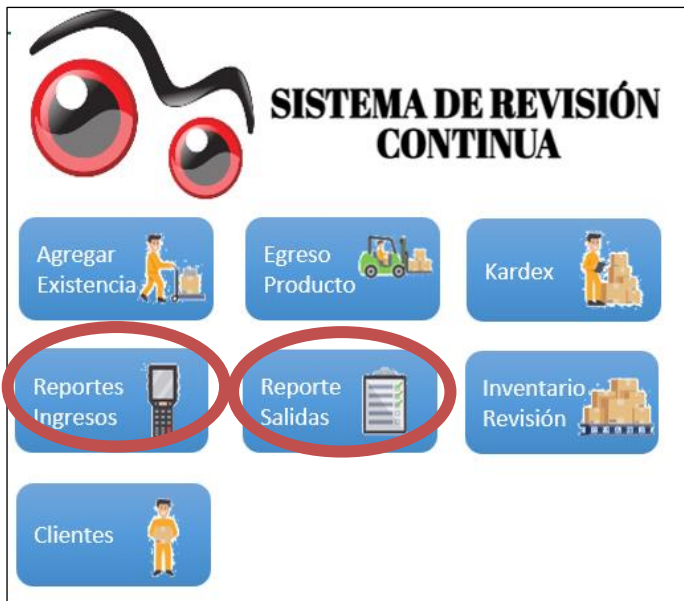 SISTEMA DE REVISIÓN
CONTINUA
Agregar
Existencia
Egreso
Producto
Kardex
Reportes
Ingresos
Reporte
Salidas
Inventario
Revisión
Clientes